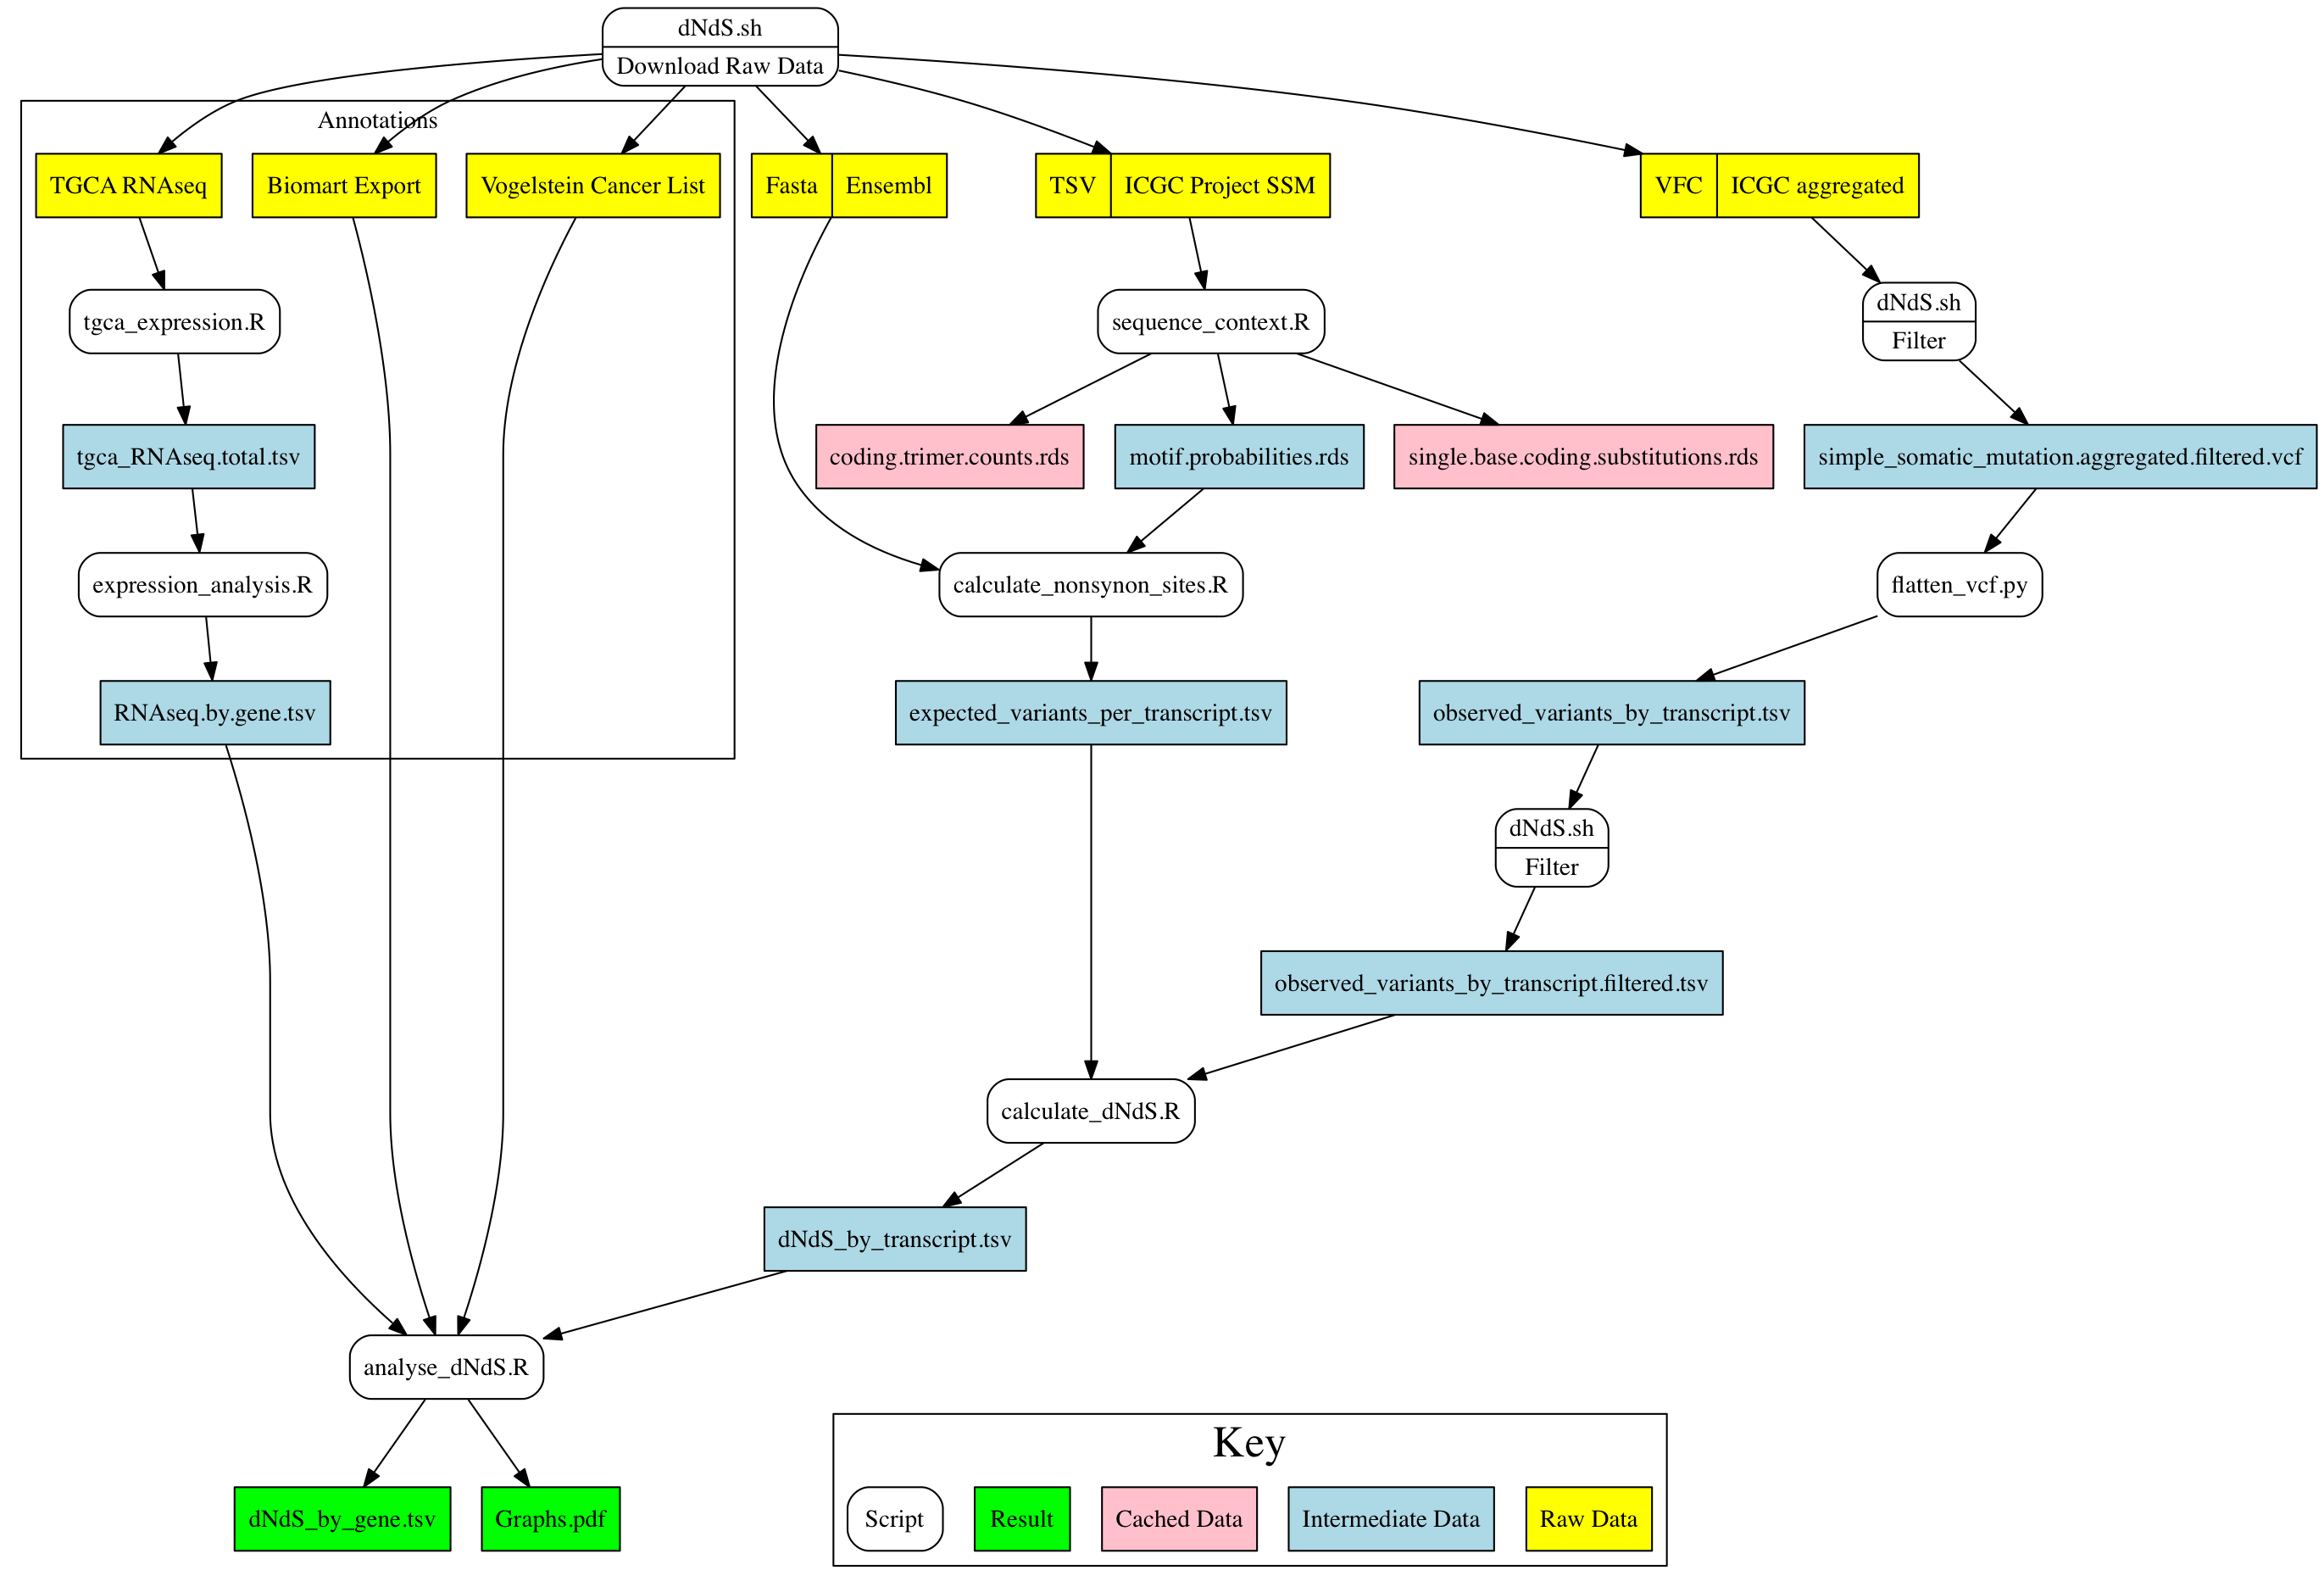 dNdS.sh
Download Raw Data
Annotations
TGCA RNAseq
Biomart Export
Vogelstein Cancer List
Fasta
Ensembl
TSV
ICGC Project SSM
VFC
ICGC aggregated
tgca_expression.R
sequence_context.R
dNdS.sh
Filter
tgca_RNAseq.total.tsv
coding.trimer.counts.rds
motif.probabilities.rds
single.base.coding.substitutions.rds
simple_somatic_mutation.aggregated.filtered.vcf
expression_analysis.R
calculate_nonsynon_sites.R
flatten_vcf.py
RNAseq.by.gene.tsv
expected_variants_per_transcript.tsv
observed_variants_by_transcript.tsv
dNdS.sh
Filter
observed_variants_by_transcript.filtered.tsv
calculate_dNdS.R
dNdS_by_transcript.tsv
analyse_dNdS.R
dNdS_by_gene.tsv
Graphs.pdf
Key
Script
Result
Cached Data
Intermediate Data
Raw Data